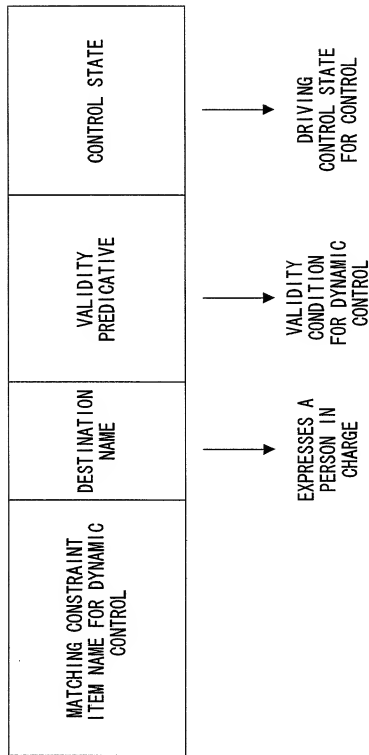 MATCHING CONSTRAINT
ITEM NAME FOR DYNAMIC
CONTROL
DESTINATION
NAME
VALIDITY
PREDICATIVE
CONTROL STATE
EXPRESSES A
PERSON IN
CHARGE
VALIDITY
CONDITION
FOR DYNAMIC
CONTROL
DRIVING
CONTROL STATE
FOR CONTROL